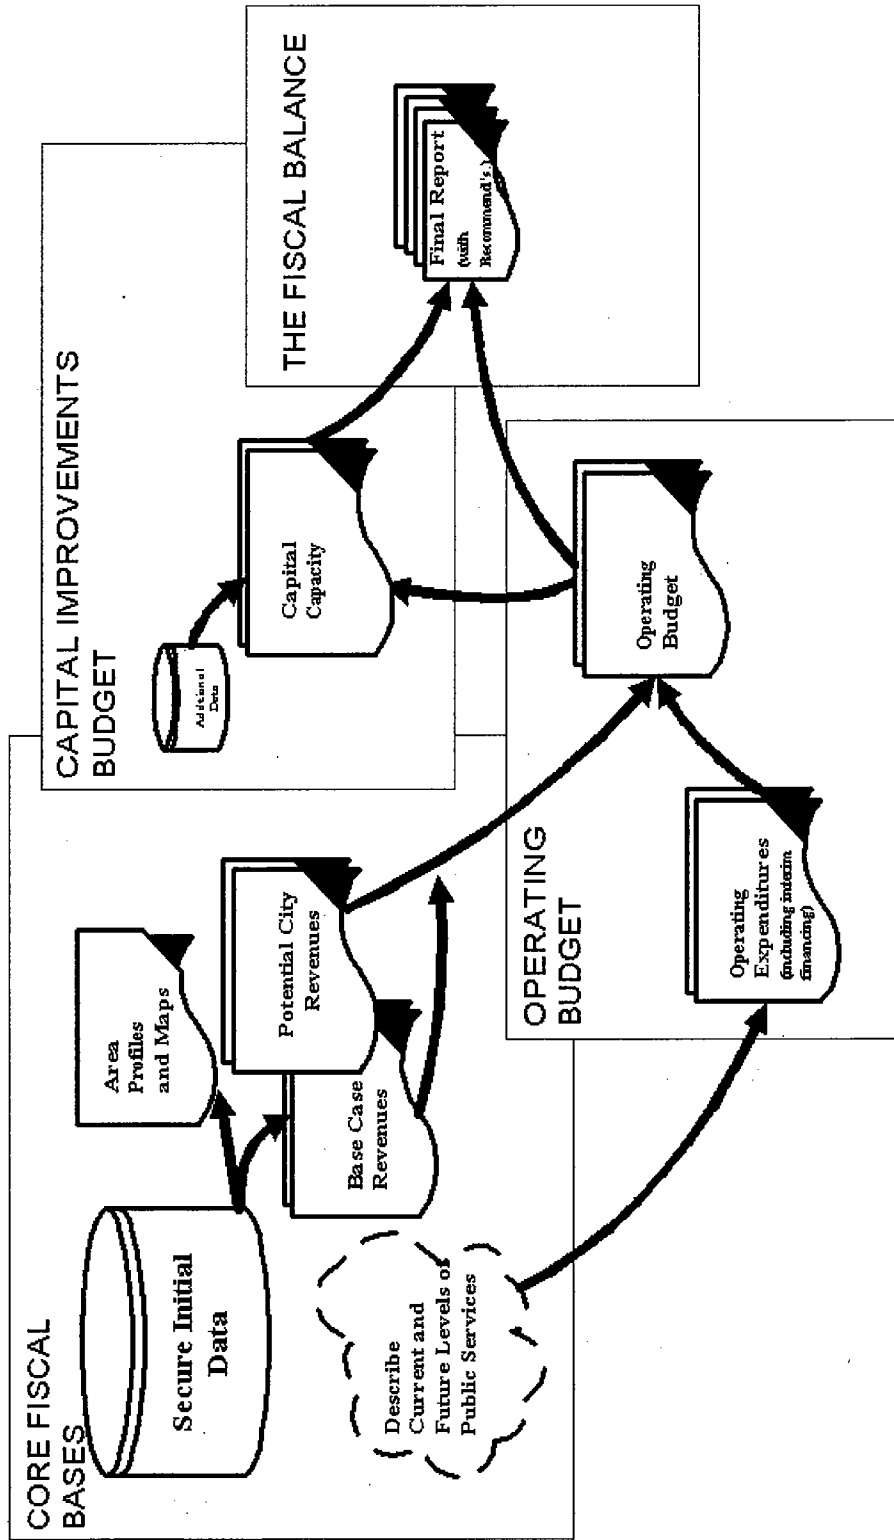 CORE FISCAL
BASES
Secure Initial
Data
Area
Profiles
and Maps
Potential City
Revenues
Base Case
Revenues
Describe
Current and
Future Levels of
Public Services
CAPITAL IMPROVEMENTS
BUDGET
Additional
Data
Capital
Capacity
OPERATING
BUDGET
Operating
Expenditures
(including interim
financing)
Operating
Budget
THE FISCAL BALANCE
Final Report
(with
Recommend's.)